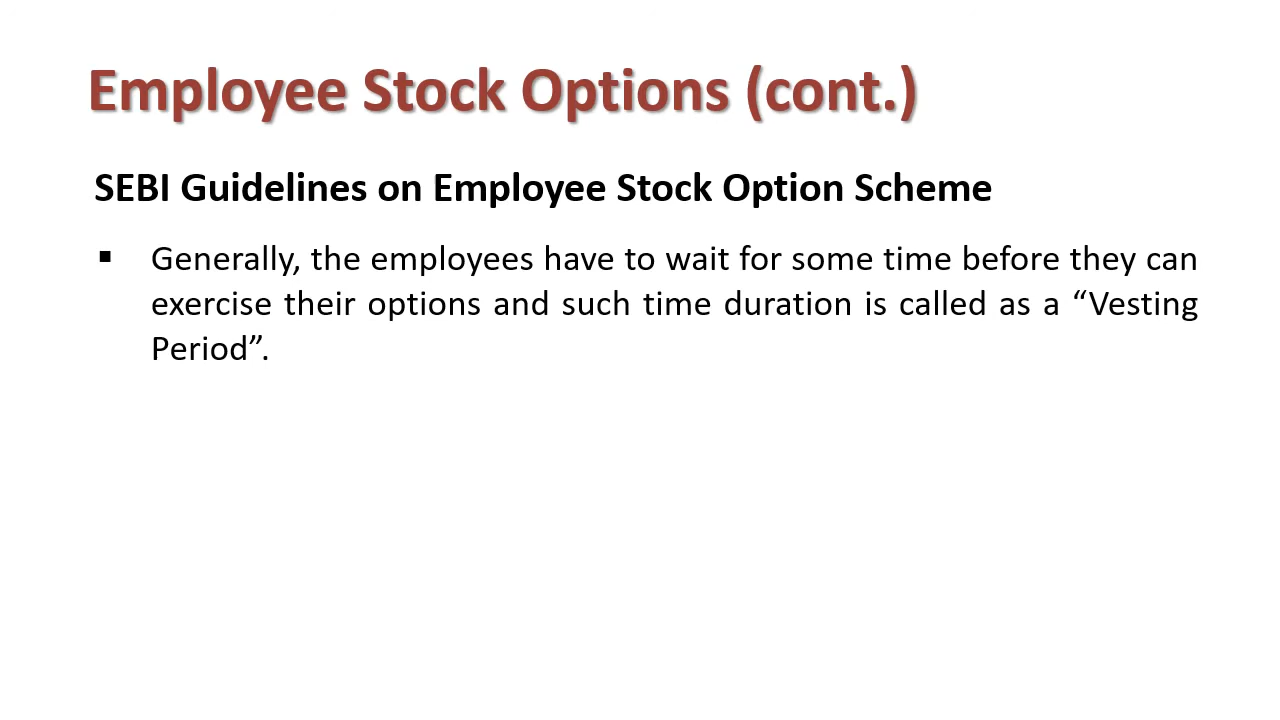 Employee Stock Options (cont.)
SEBI Guidelines on Employee Stock Option Scheme
▪ Generally, the employees have to wait for some time before they can
exercise their options and such time duration is called as a “Vesting
Period”.